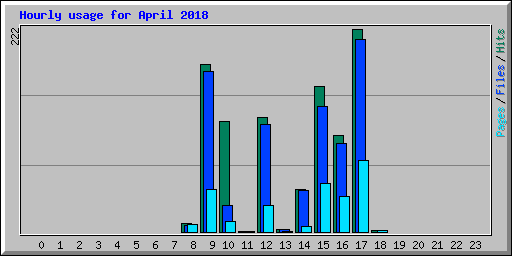 Hourly usage for April 2018
222
Pages/Files/Hits
0 1 2 3 4 5 6 7 8 9 10 11 12 13 14 15 16 17 18 19 20 21 22 23